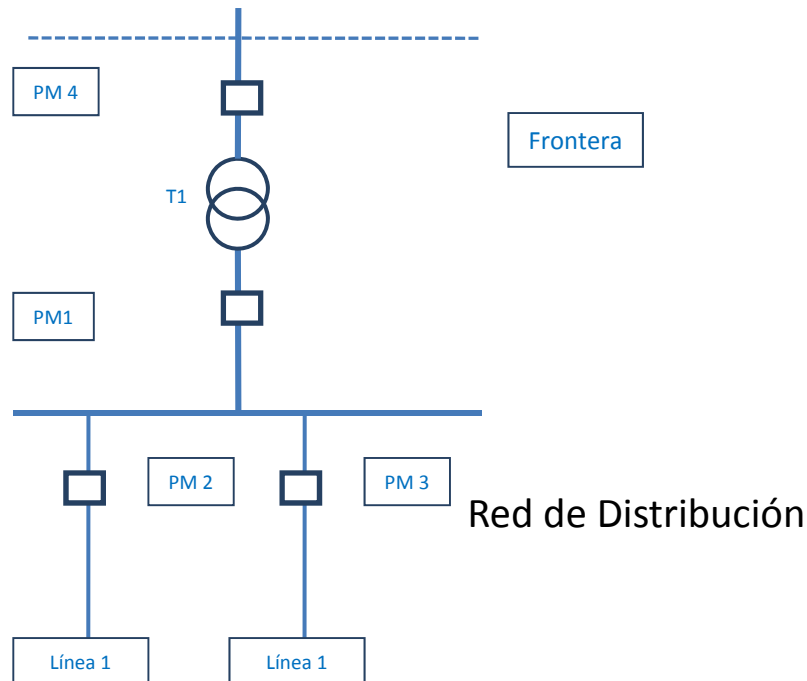 PM 4
Frontera
T1
PM1
PM 2
PM 3
Red de Distribución
Línea 1
Línea 1